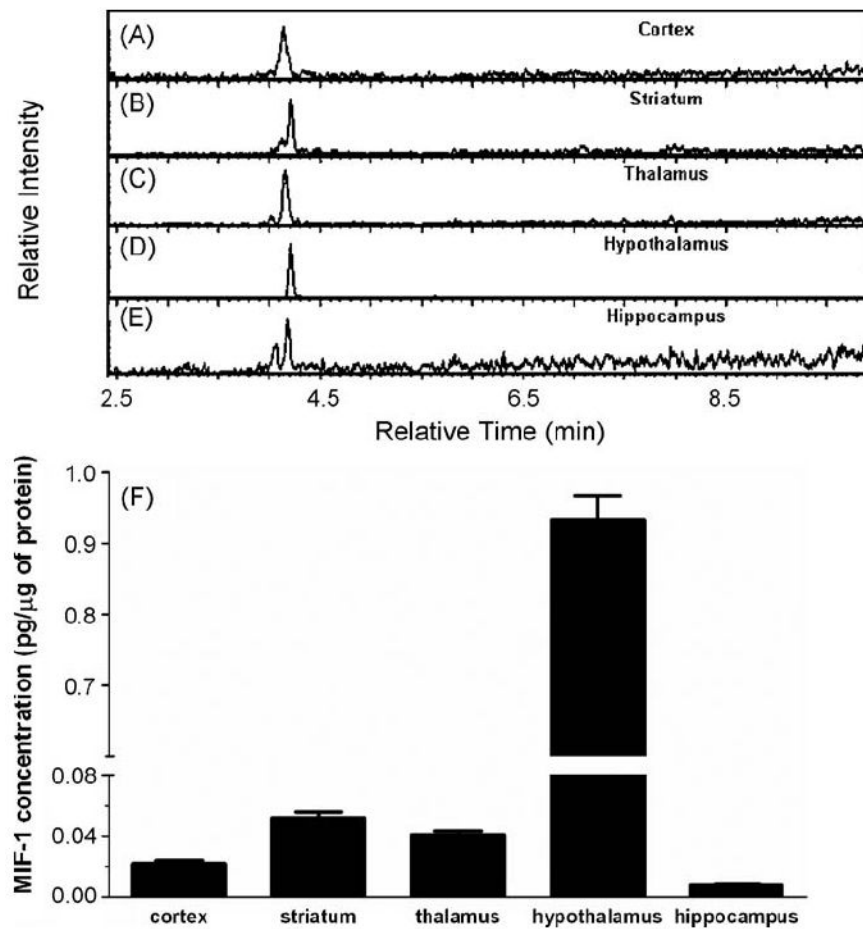 (A) Cortex
(B) Striatum
(C) Thalamus
(D) Hypothalamus
(E) Hippocampus
Relative Intensity
2.5 4.5 6.5 8.5
Relative Time (min)
(F)
MIF-1 concentration (pg/μg of protein)
1.0
0.9
0.8
0.7
0.08
0.04
0.00
cortex striatum thalamus hypothalamus hippocampus